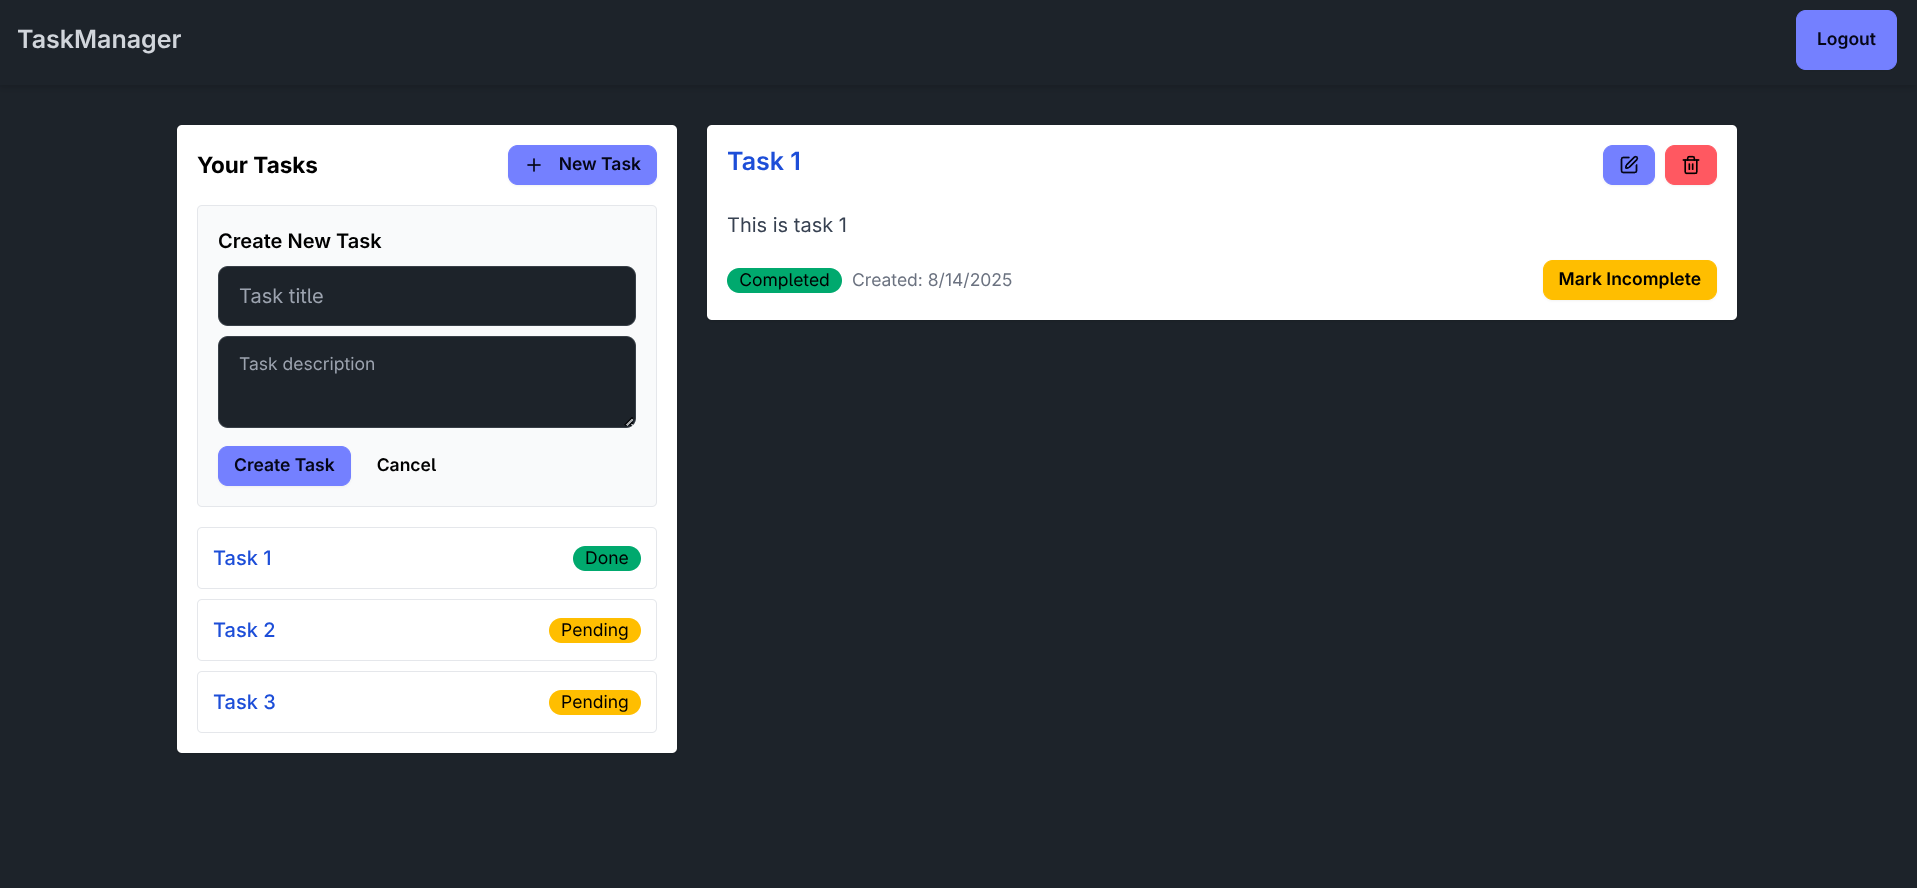 TaskManager
Logout
Your Tasks
New Task
Create New Task
Task title
Task description
Create Task
Cancel
Task 1
Done
Task 2
Pending
Task 3
Pending
Task 1
This is task 1
Completed
Created: 8/14/2025
Mark Incomplete